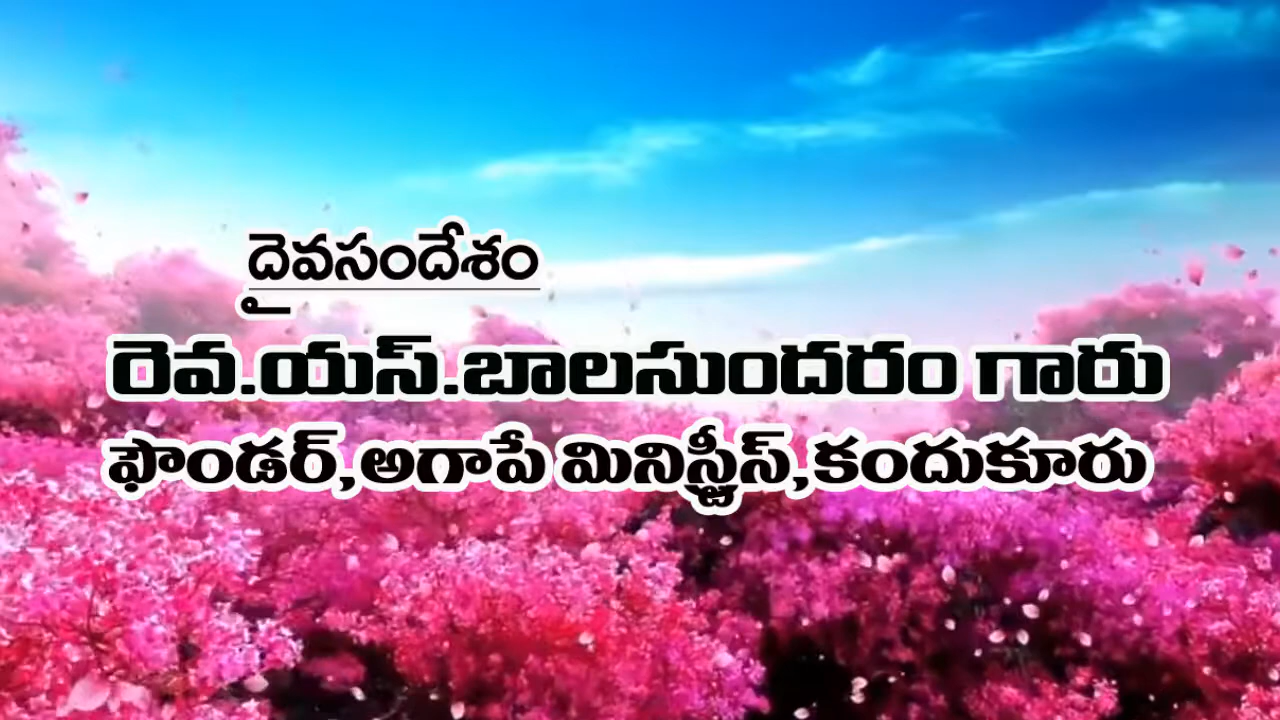 దైవసందేశం
రెవ.యస్.బాలసుందరం గారు
ఫౌండర్,అగాపే మినిస్ట్రీస్,కందుకూరు